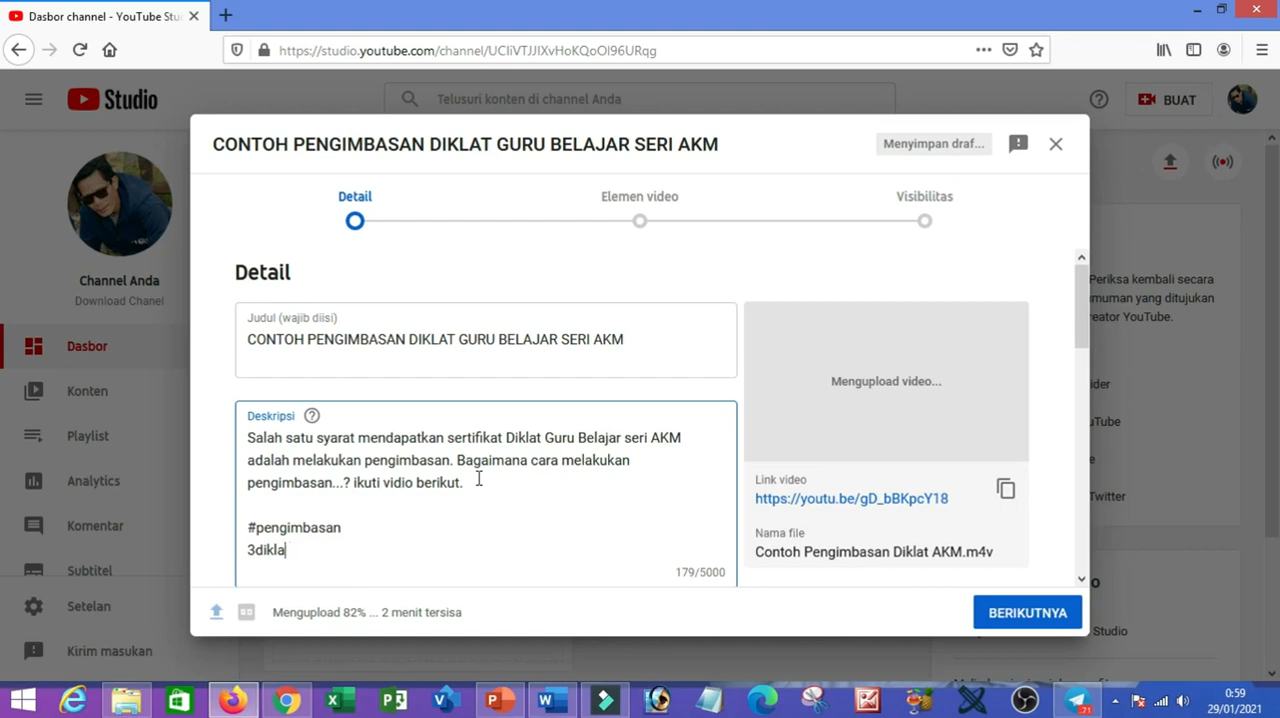 Dasbor channel - YouTube Stu
https://studio.youtube.com/channel/UCIiVTJJIXvHoKQoOl96URqg
Studio
Telusuri konten di channel Anda
BUAT
CONTOH PENGIMBASAN DIKLAT GURU BELAJAR SERI AKM
Menyimpan draf...
Detail
Elemen video
Visibilitas
Channel Anda
Download Chanel
Dasbor
Konten
Playlist
Analytics
Komentar
Subtitel
Setelan
Kirim masukan
Detail
Judul (wajib diisi)
CONTOH PENGIMBASAN DIKLAT GURU BELAJAR SERI AKM
Deskripsi
Salah satu syarat mendapatkan sertifikat Diklat Guru Belajar seri AKM
adalah melakukan pengimbasan. Bagaimana cara melakukan
pengimbasan...? ikuti vidio berikut.
#pengimbasan
3dikla
179/5000
Mengupload video...
Link video
https://youtu.be/gD_bBKpcY18
Nama file
Contoh Pengimbasan Diklat AKM.m4v
Mengupload 82% ... 2 menit tersisa
BERIKUTNYA
Periksa kembali secara
umuman yang ditujukan
reator YouTube.
ider
Tube
e
ubtitel
o
Studio
71
0:59
29/01/2021